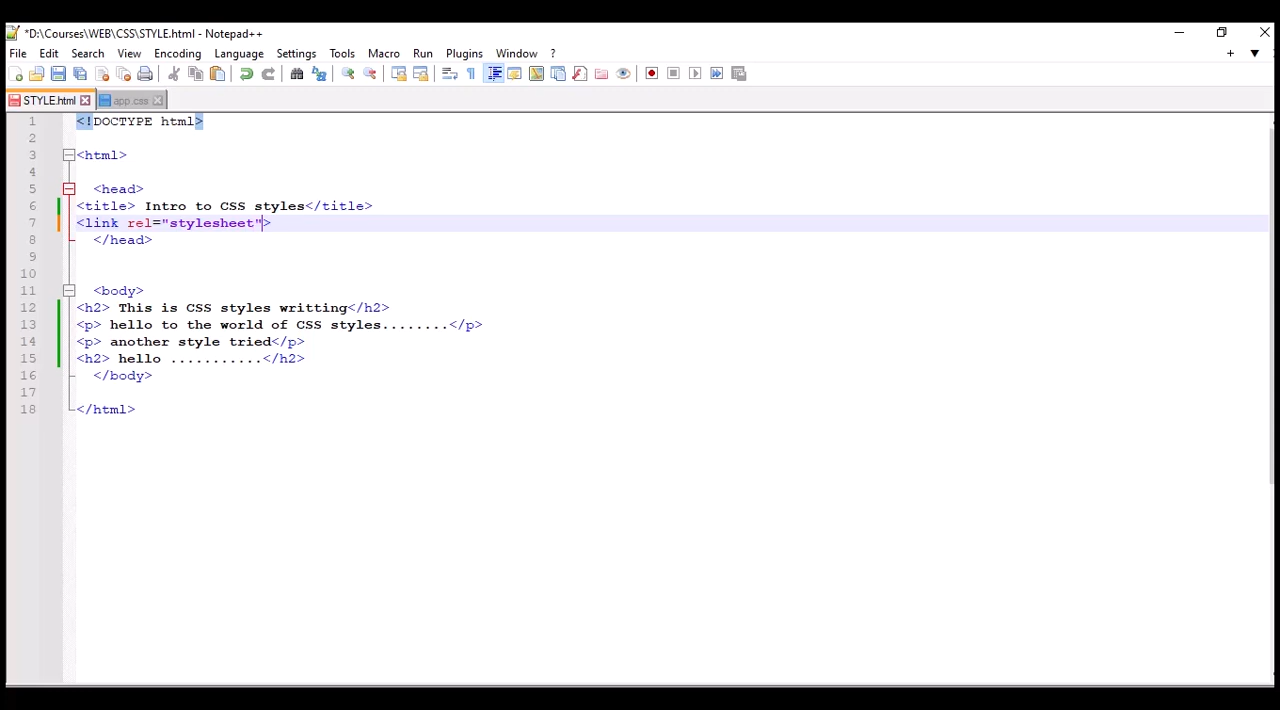 *D:\Courses\WEB\CSS\STYLE.html - Notepad++
File Edit Search View Encoding Language Settings Tools Macro Run Plugins Window ?
STYLE.html app.css
1 <!DOCTYPE html>
2
3 <html>
4
5 <head>
6 <title> Intro to CSS styles</title>
7 <link rel="stylesheet">
8 </head>
9
10
11 <body>
12 <h2> This is CSS styles writting</h2>
13 <p> hello to the world of CSS styles........</p>
14 <p> another style tried</p>
15 <h2> hello ...........</h2>
16 </body>
17
18 </html>